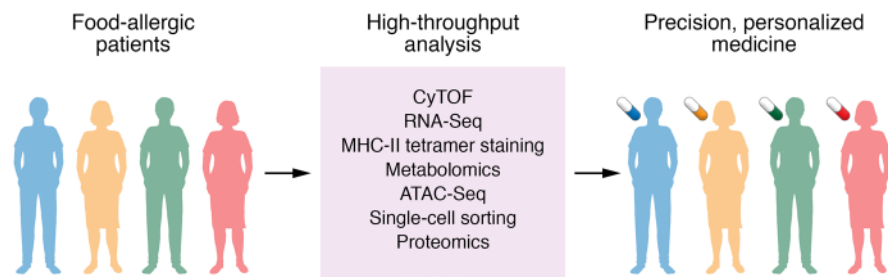 Food-allergic
patients
High-throughput
analysis
CyTOF
RNA-Seq
MHC-II tetramer staining
Metabolomics
ATAC-Seq
Single-cell sorting
Proteomics
Precision, personalized
medicine